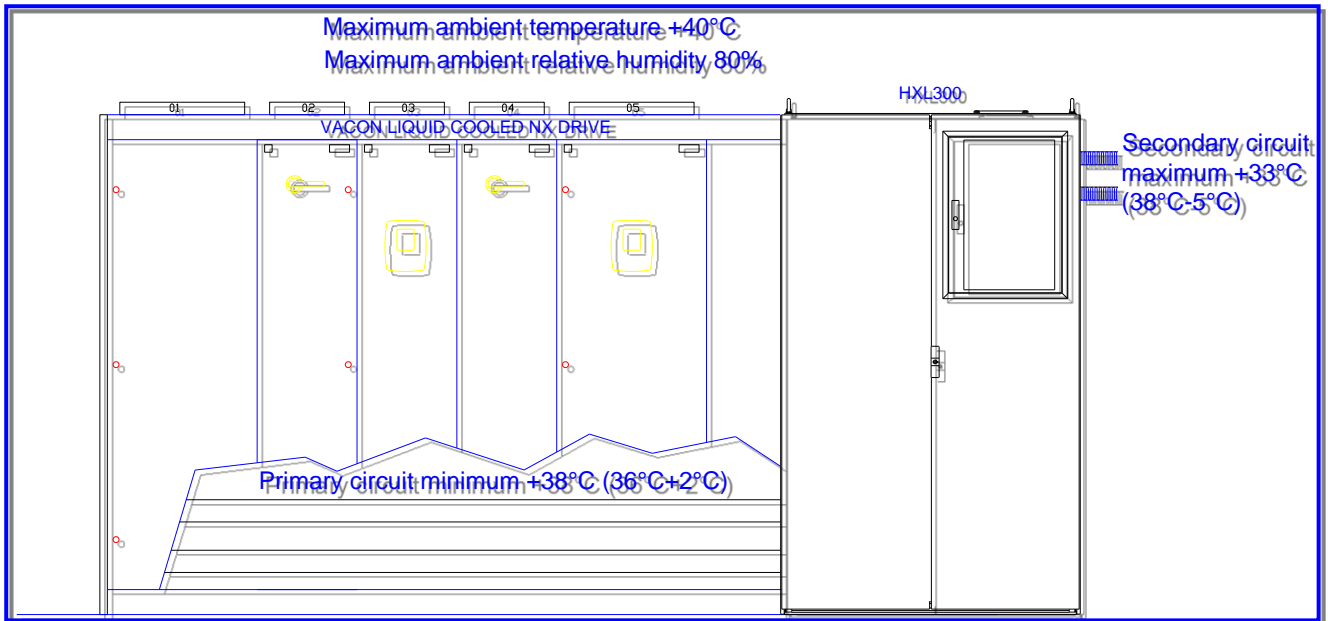 Maximum ambient temperature +40°C
Maximum ambient relative humidity 80%
HXL300
01
02
03
04
05
VACON LIQUID COOLED NX DRIVE
Secondary circuit
maximum +33°C
(38°C-5°C)
Primary circuit minimum +38°C (36°C+2°C)